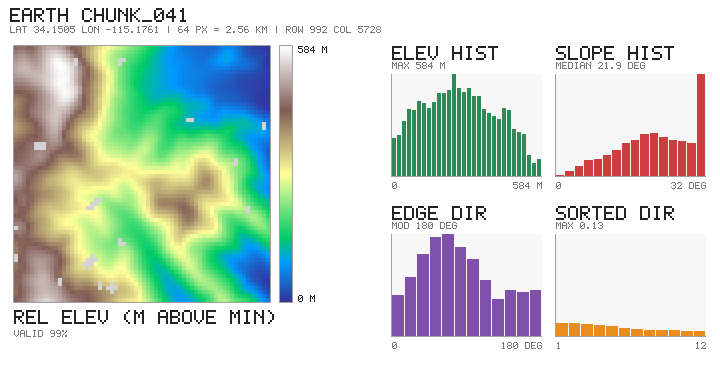 EARTH CHUNK_041
LAT 34.1505 LON -115.1761 | 64 PX = 2.56 KM | ROW 992 COL 5728
584 M
0 M
REL ELEV (M ABOVE MIN)
VALID 99%
ELEV HIST
MAX 584 M
0 584 M
SLOPE HIST
MEDIAN 21.9 DEG
0 32 DEG
EDGE DIR
MOD 180 DEG
0 180 DEG
SORTED DIR
MAX 0.13
1 12